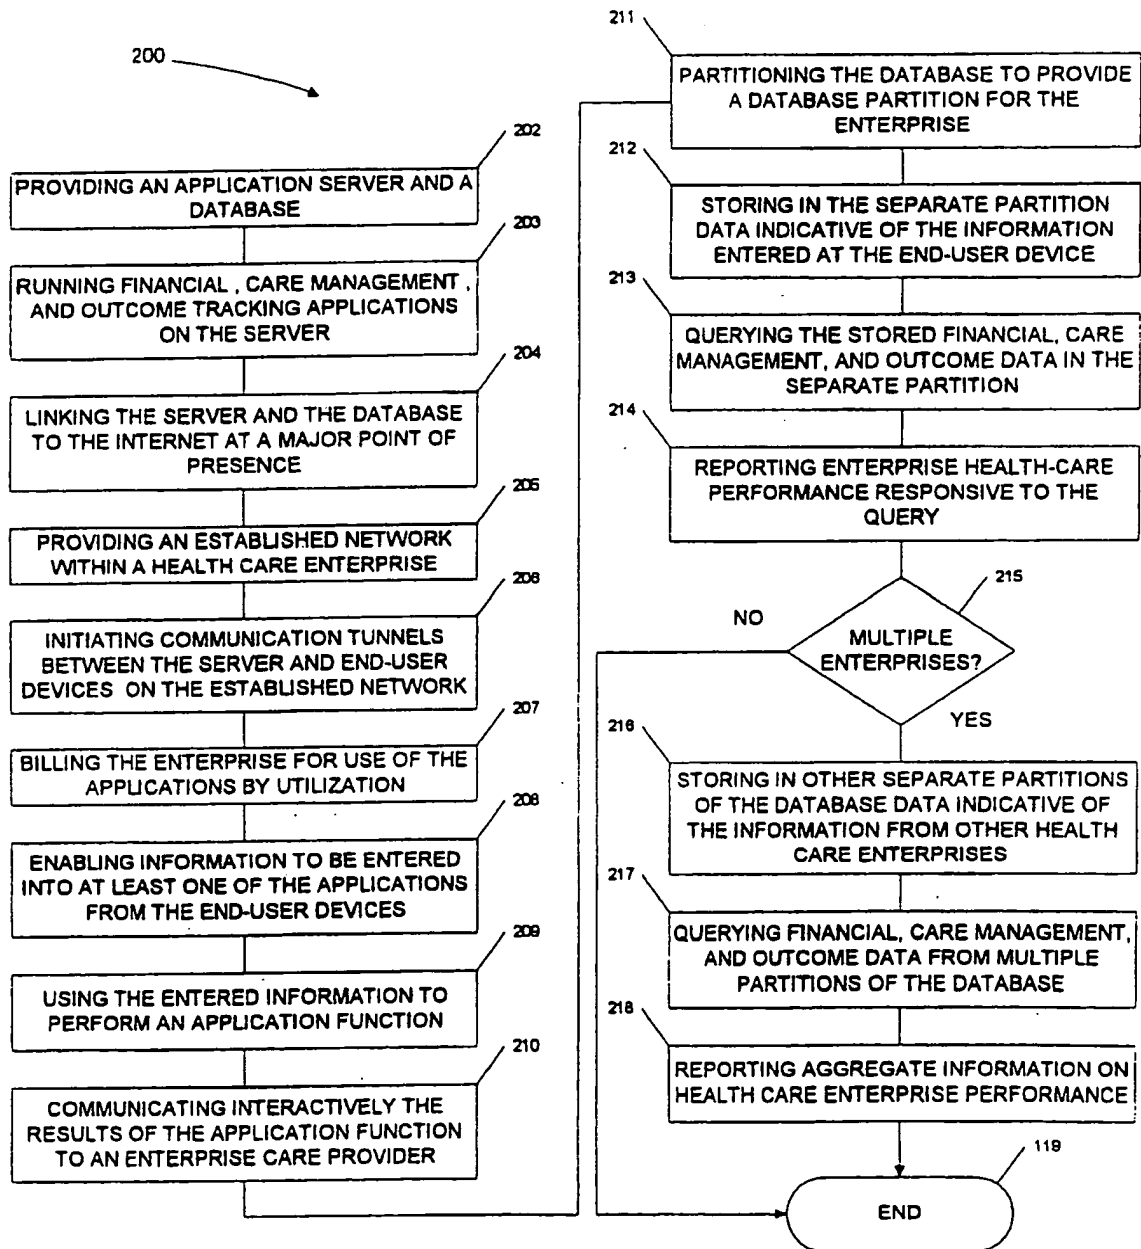 200
202
PROVIDING AN APPLICATION SERVER AND A
DATABASE
203
RUNNING FINANCIAL , CARE MANAGEMENT ,
AND OUTCOME TRACKING APPLICATIONS
ON THE SERVER
204
LINKING THE SERVER AND THE DATABASE
TO THE INTERNET AT A MAJOR POINT OF
PRESENCE
205
PROVIDING AN ESTABLISHED NETWORK
WITHIN A HEALTH CARE ENTERPRISE
206
INITIATING COMMUNICATION TUNNELS
BETWEEN THE SERVER AND END-USER
DEVICES ON THE ESTABLISHED NETWORK
207
BILLING THE ENTERPRISE FOR USE OF THE
APPLICATIONS BY UTILIZATION
208
ENABLING INFORMATION TO BE ENTERED
INTO AT LEAST ONE OF THE APPLICATIONS
FROM THE END-USER DEVICES
209
USING THE ENTERED INFORMATION TO
PERFORM AN APPLICATION FUNCTION
210
COMMUNICATING INTERACTIVELY THE
RESULTS OF THE APPLICATION FUNCTION
TO AN ENTERPRISE CARE PROVIDER
211
PARTITIONING THE DATABASE TO PROVIDE
A DATABASE PARTITION FOR THE
ENTERPRISE
212
STORING IN THE SEPARATE PARTITION
DATA INDICATIVE OF THE INFORMATION
ENTERED AT THE END-USER DEVICE
213
QUERYING THE STORED FINANCIAL, CARE
MANAGEMENT, AND OUTCOME DATA IN THE
SEPARATE PARTITION
214
REPORTING ENTERPRISE HEALTH-CARE
PERFORMANCE RESPONSIVE TO THE
QUERY
215
NO
MULTIPLE
ENTERPRISES?
YES
216
STORING IN OTHER SEPARATE PARTITIONS
OF THE DATABASE DATA INDICATIVE OF
THE INFORMATION FROM OTHER HEALTH
CARE ENTERPRISES
217
QUERYING FINANCIAL, CARE MANAGEMENT,
AND OUTCOME DATA FROM MULTIPLE
PARTITIONS OF THE DATABASE
218
REPORTING AGGREGATE INFORMATION ON
HEALTH CARE ENTERPRISE PERFORMANCE
119
END